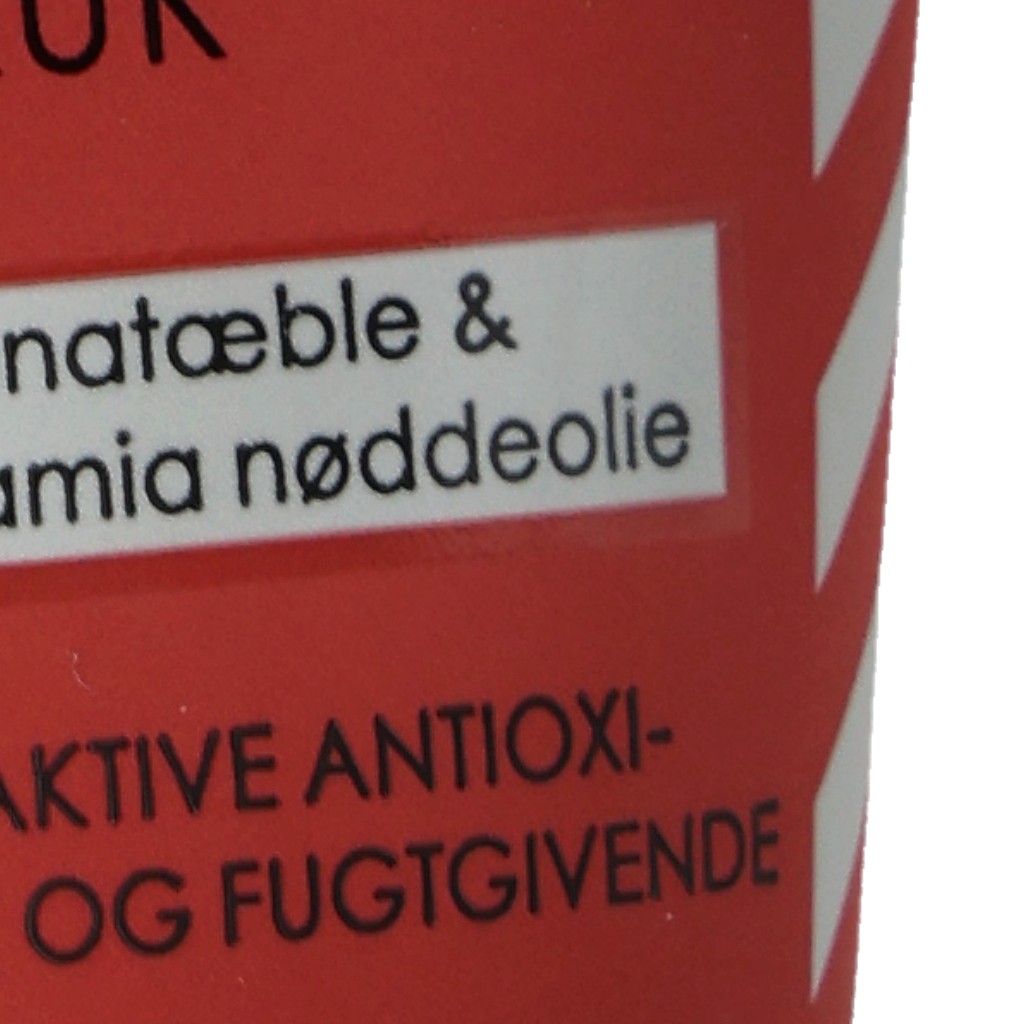 natæble &
amia nøddeolie
AKTIVE ANTIOXI-
OG FUGTGIVENDE